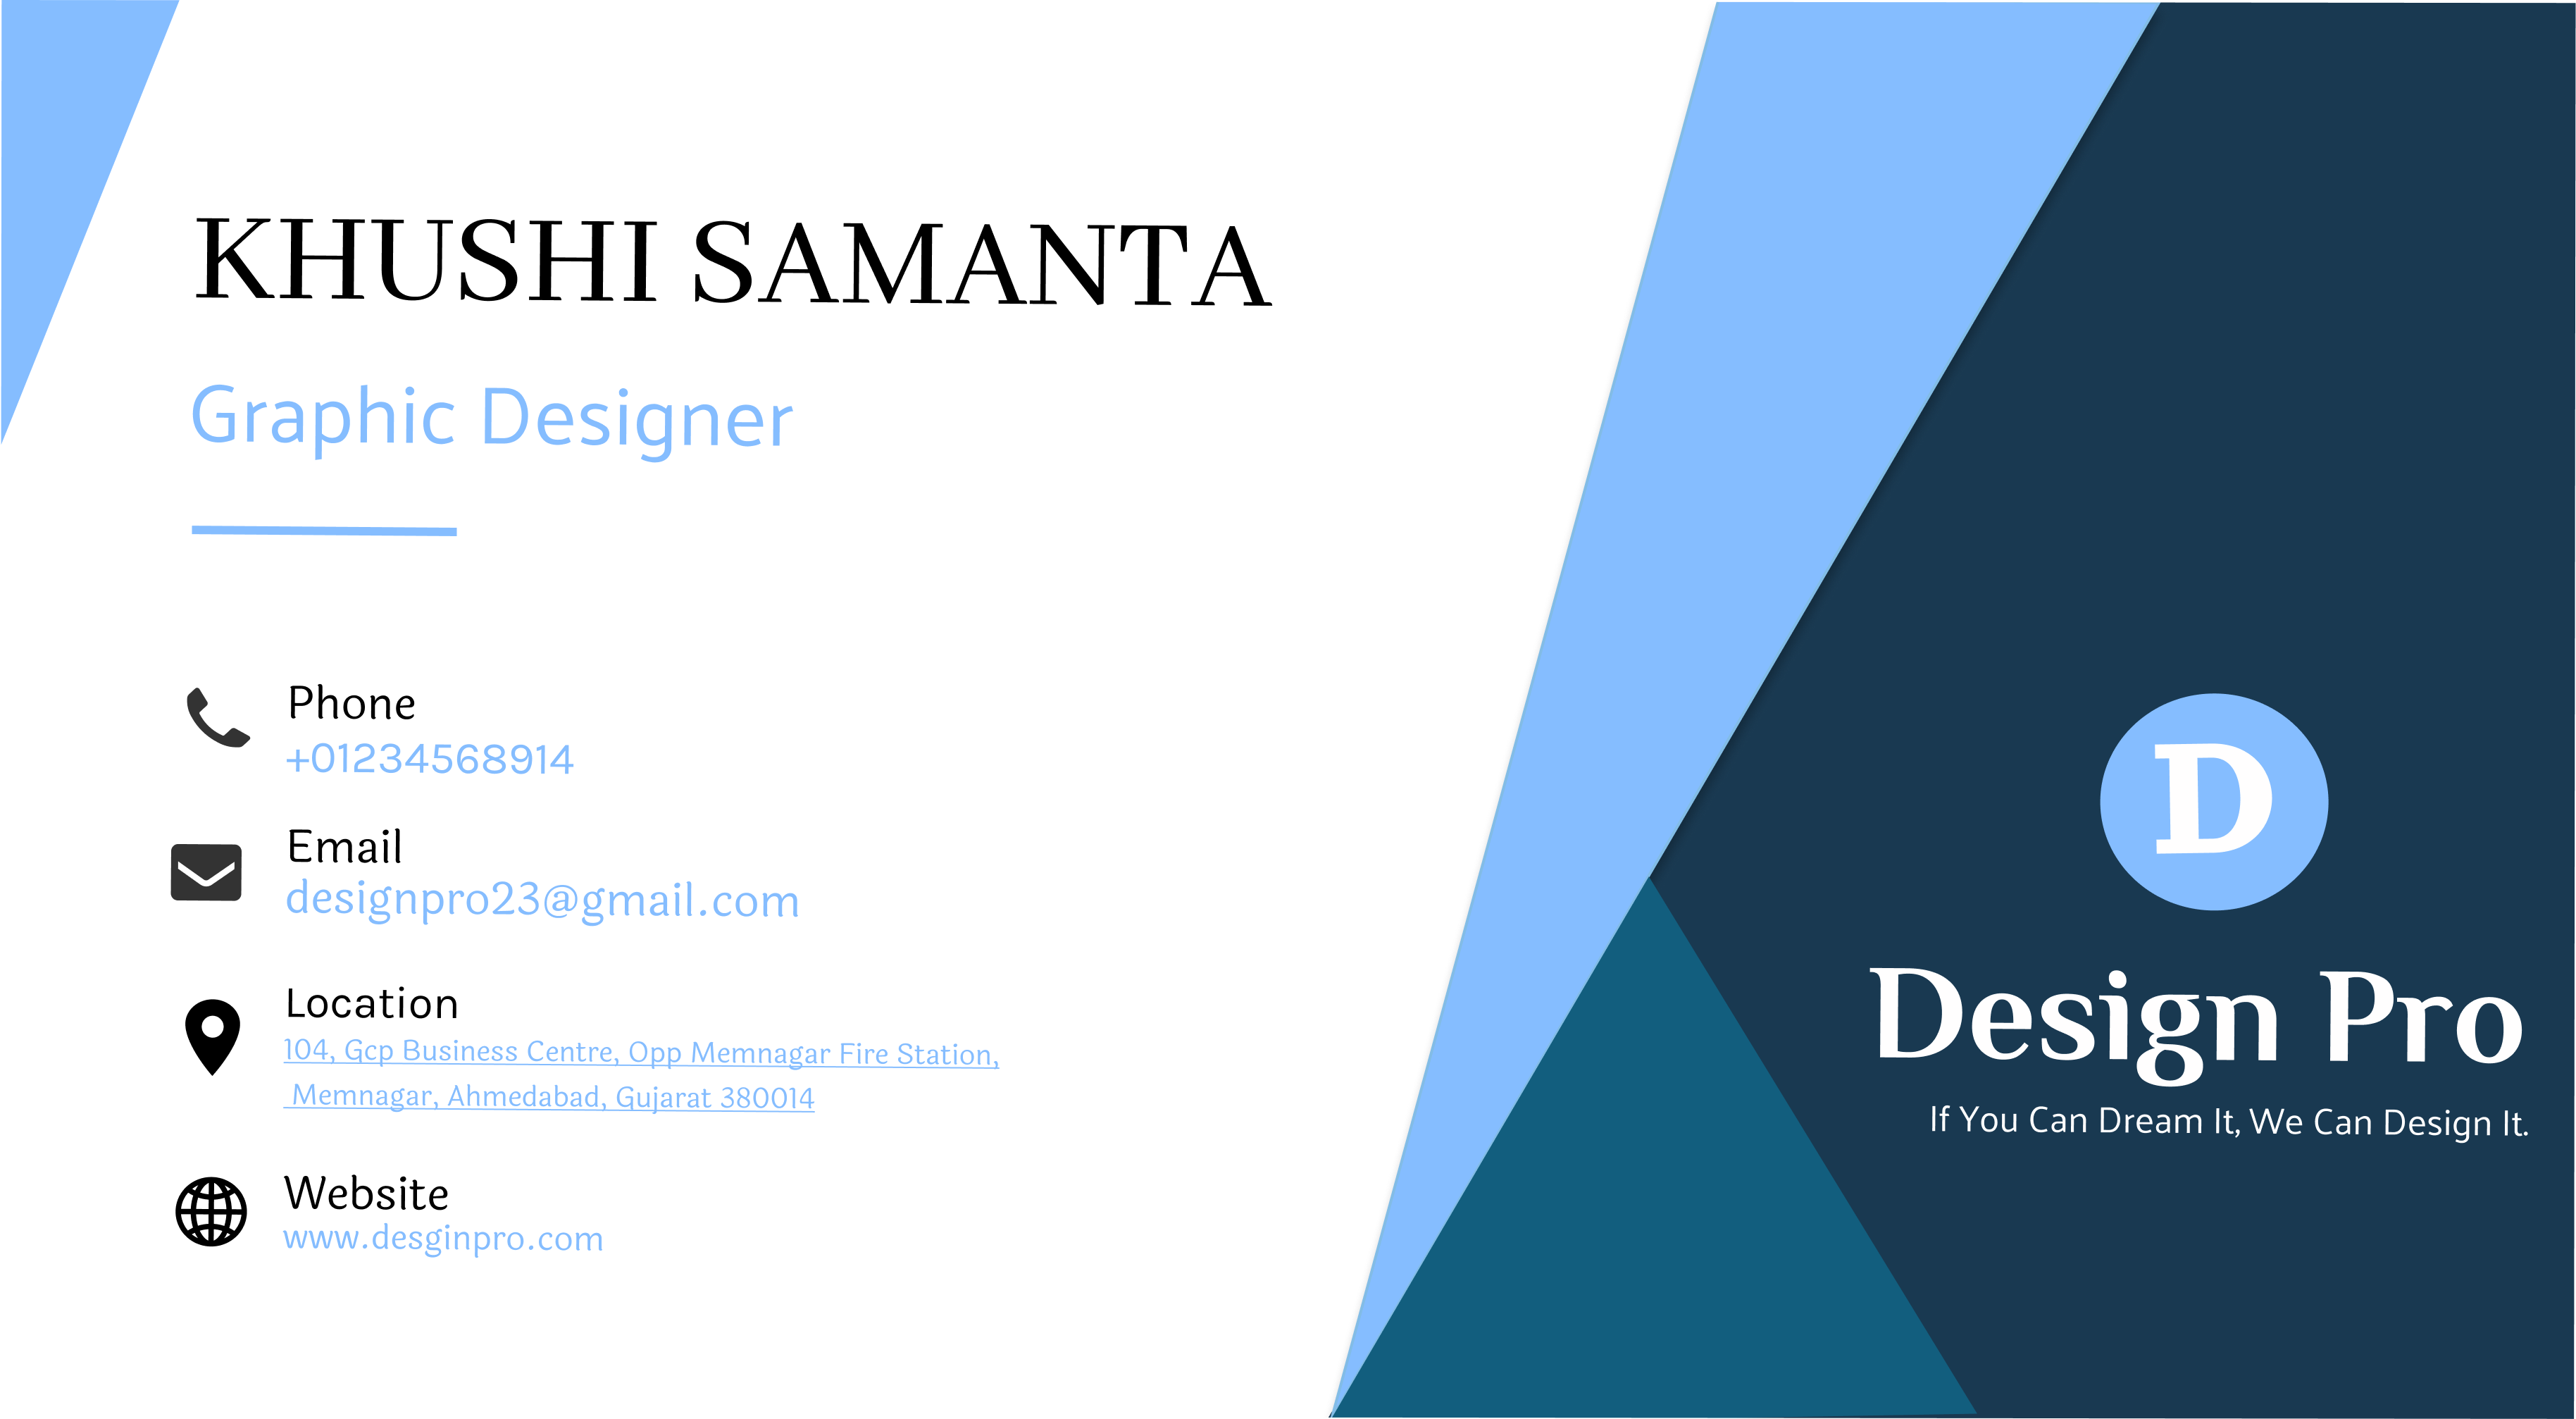 KHUSHI SAMANTA
Graphic Designer
Phone
+01234568914
Email
designpro23@gmail.com
Location
104, Gcp Business Centre, Opp Memnagar Fire Station,
Memnagar, Ahmedabad, Gujarat 380014
Website
www.desginpro.com
D
Design Pro
If You Can Dream It, We Can Design It.